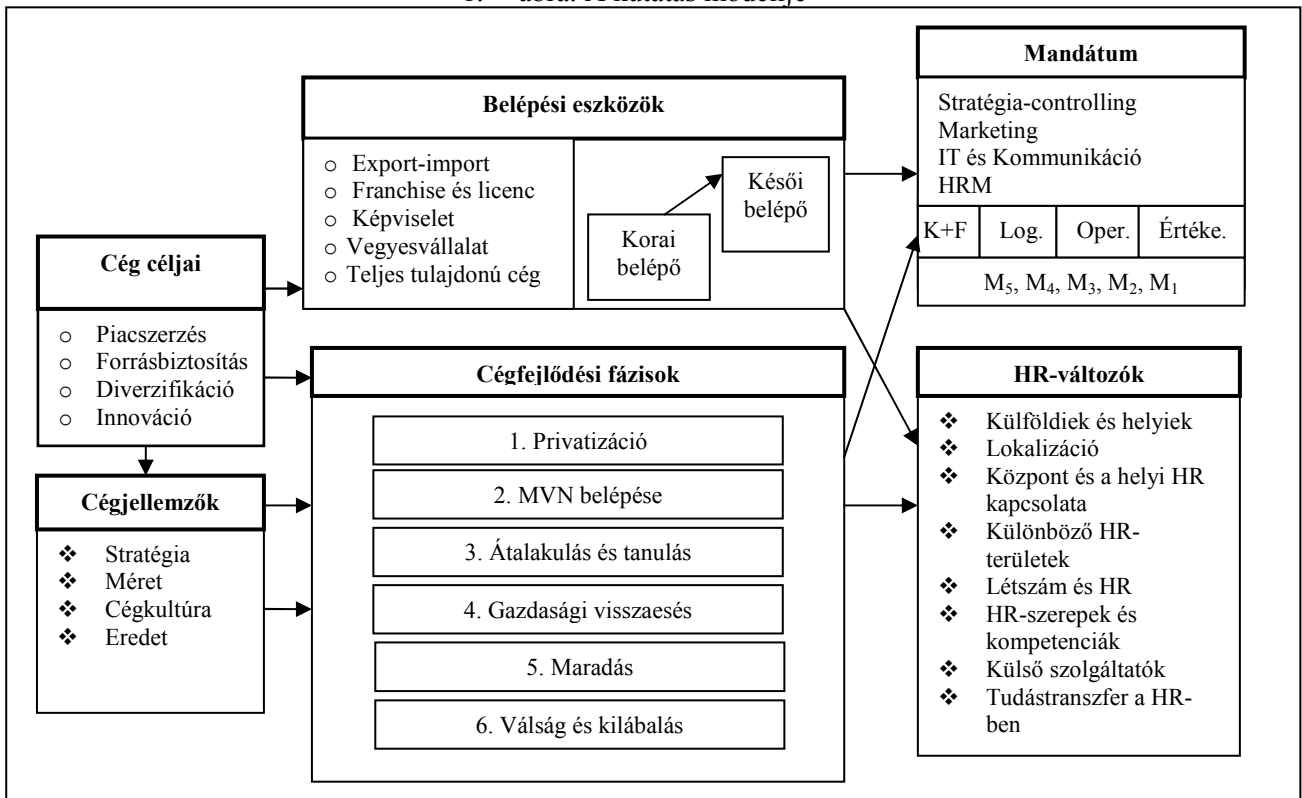 1. ábra. A kutatás modellje
Cég céljai
o Piacszerzés
o Forrásbiztosítás
o Diverzifikáció
o Innováció
Cégjellemzők
❖ Stratégia
❖ Méret
❖ Cégkultúra
❖ Eredet
Belépési eszközök
o Export-import
o Franchise és licenc
o Képviselet
o Vegyesvállalat
o Teljes tulajdonú cég
Korai
belépő
Késői
belépő
Cégfejlődési fázisok
1. Privatizáció
2. MVN belépése
3. Átalakulás és tanulás
4. Gazdasági visszaesés
5. Maradás
6. Válság és kilábalás
Mandátum
Stratégia-controlling
Marketing
IT és Kommunikáció
HRM
K+F Log. Oper. Értéke.
M5, M4, M3, M2, M1
HR-változók
❖ Külföldiek és helyiek
❖ Lokalizáció
❖ Központ és a helyi HR
kapcsolata
❖ Különböző HR-
területek
❖ Létszám és HR
❖ HR-szerepek és
kompetenciák
❖ Külső szolgáltatók
❖ Tudástranszfer a HR-
ben